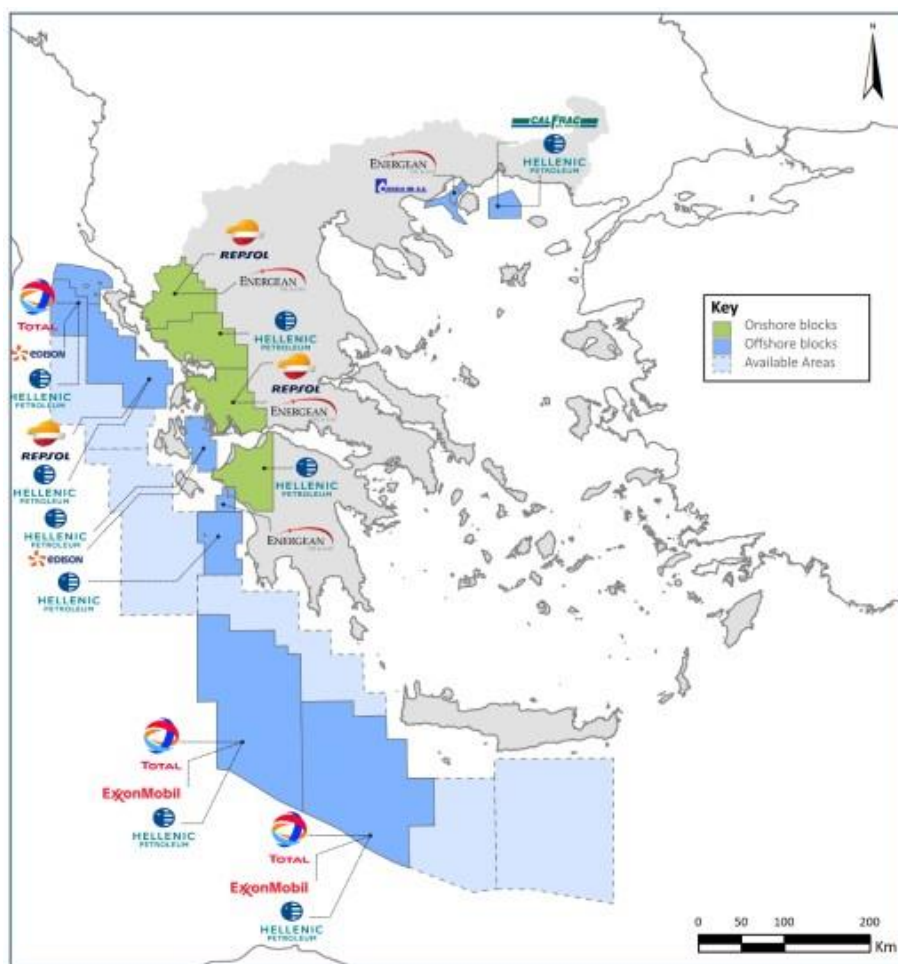 N
CALFRAC
HELLENIC
PETROLEUM
ENERGEAN
REPSOL
ENERGEAN
TOTAL
HELLENIC
PETROLEUM
edison
REPSOL
HELLENIC
PETROLEUM
ENERGEAN
REPSOL
HELLENIC
PETROLEUM
HELLENIC
PETROLEUM
HELLENIC
PETROLEUM
edison
ENERGEAN
HELLENIC
PETROLEUM
TOTAL
ExxonMobil
HELLENIC
PETROLEUM
TOTAL
ExxonMobil
HELLENIC
PETROLEUM
Key
Onshore blocks
Offshore blocks
Available Areas
0 50 100 200
Km